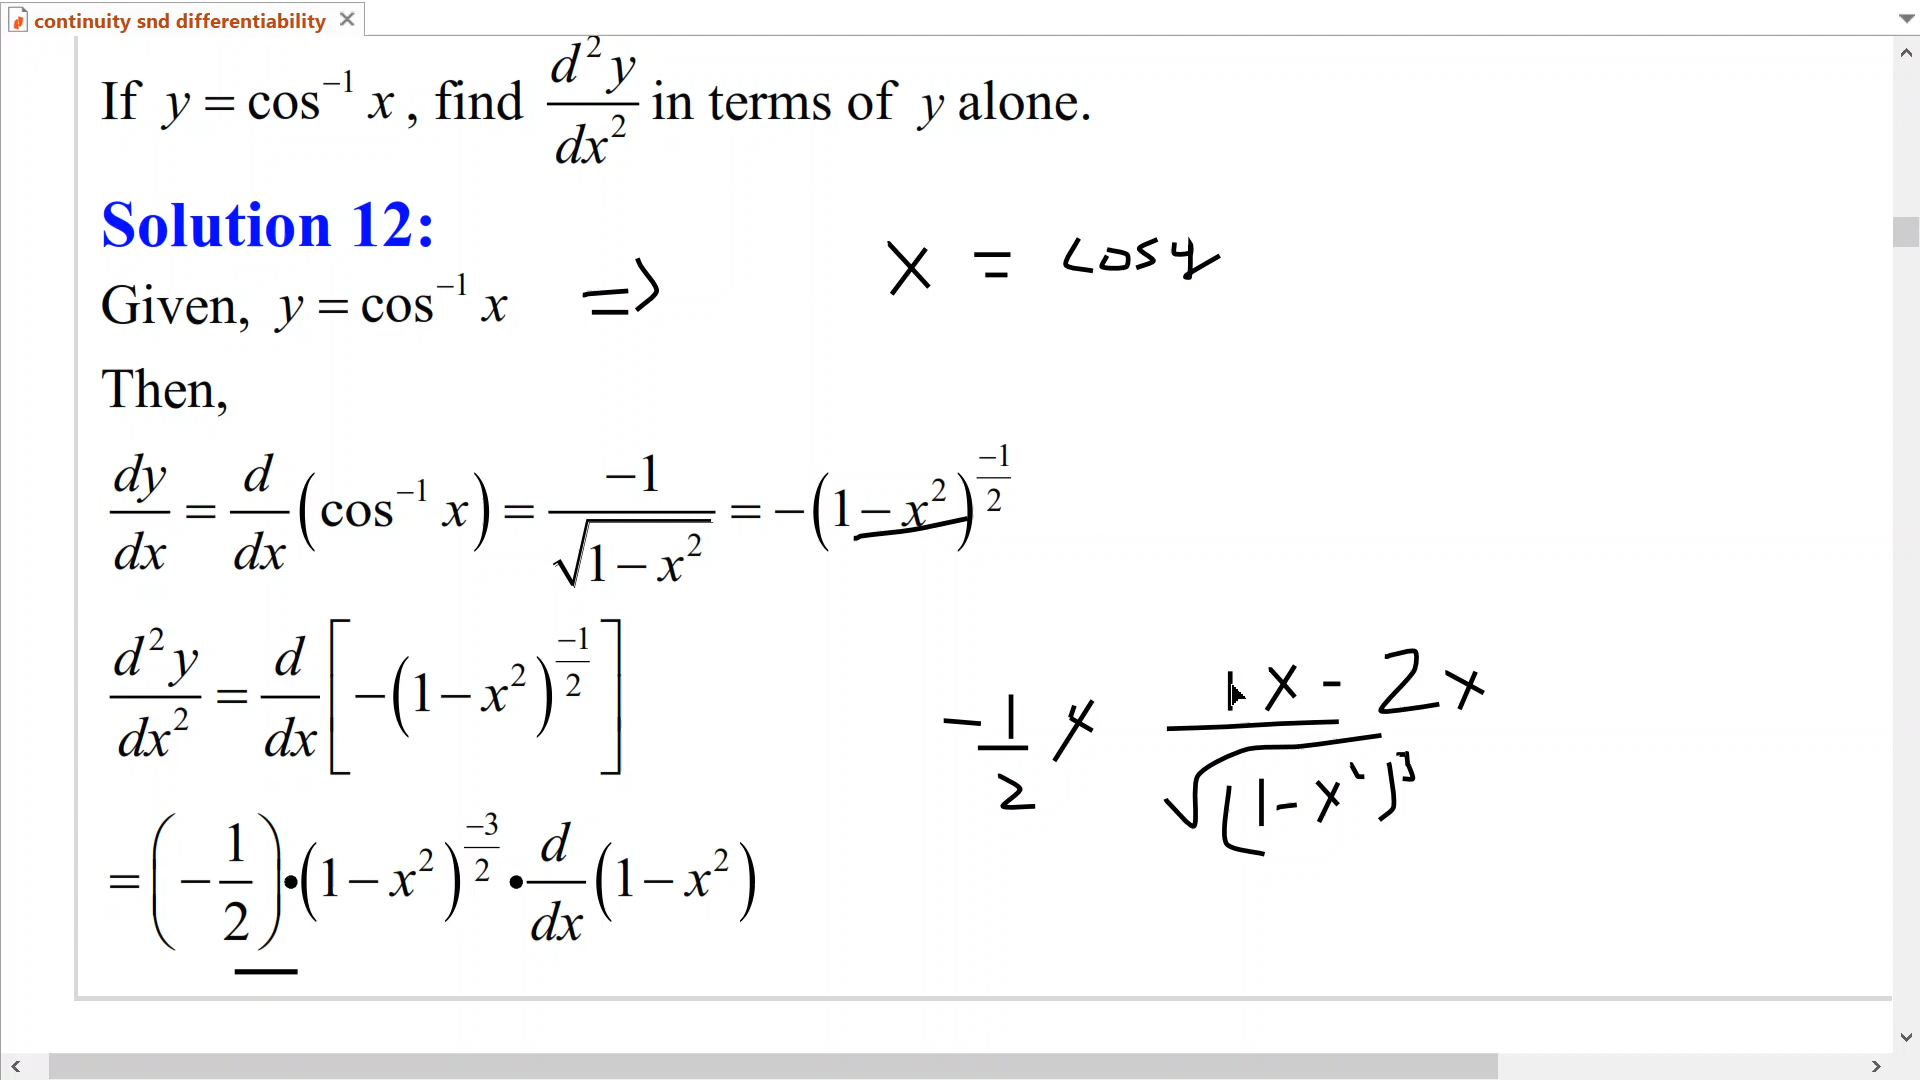 continuity snd differentiability
If y = cos⁻¹ x, find d²y/dx² in terms of y alone.
Solution 12:
Given, y = cos⁻¹ x => x = cos y
Then,
dy/dx = d/dx (cos⁻¹ x) = -1/√(1 - x²) = -(1 - x²)^(-1/2)
d²y/dx² = d/dx [-(1 - x²)^(-1/2)]
-1/2 × 1 × - 2x / √((1 - x²)³)
= (-1/2)•(1 - x²)^(-3/2)•d/dx (1 - x²)